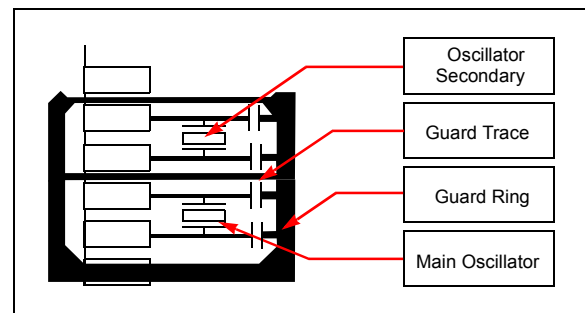 Oscillator
Secondary
Guard Trace
Guard Ring
Main Oscillator